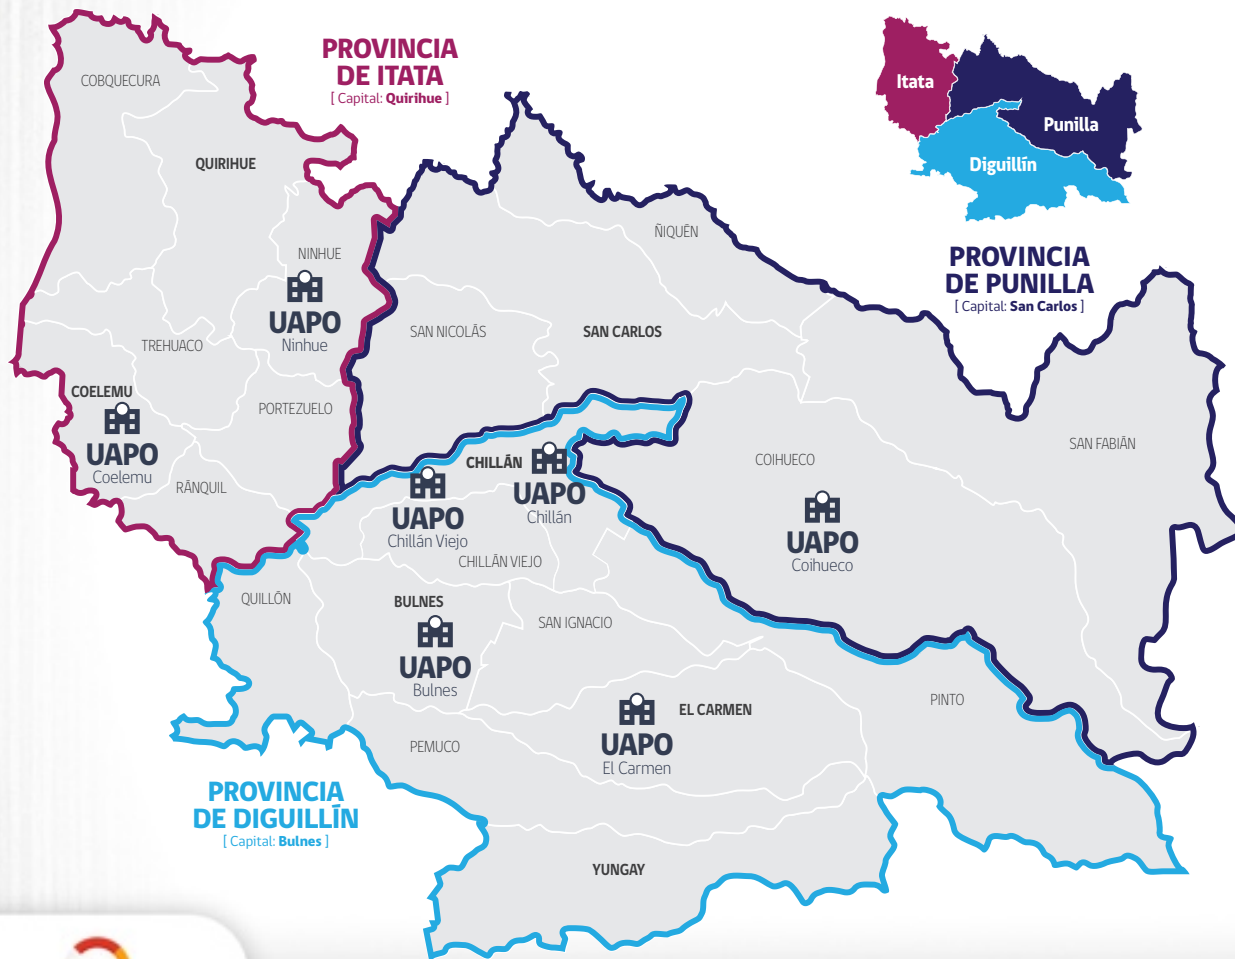 PROVINCIA
DE ITATA
[ Capital: Quirihue ]
Itata
Punilla
Diguillín
COBQUECURA
QUIRIHUE
NINHUE
UAPO
Ninhue
ÑIQUÉN
PROVINCIA
DE PUNILLA
[ Capital: San Carlos ]
TREHUACO
SAN NICOLÁS
SAN CARLOS
COELEMU
UAPO
Coelemu
PORTEZUELO
RÁNQUIL
SAN FABIÁN
COIHUECO
UAPO
Coihueco
CHILLÁN
UAPO
Chillán
UAPO
Chillán Viejo
CHILLÁN VIEJO
QUILLÓN
BULNES
UAPO
Bulnes
SAN IGNACIO
EL CARMEN
UAPO
El Carmen
PINTO
PEMUCO
PROVINCIA
DE DIGUILLÍN
[ Capital: Bulnes ]
YUNGAY